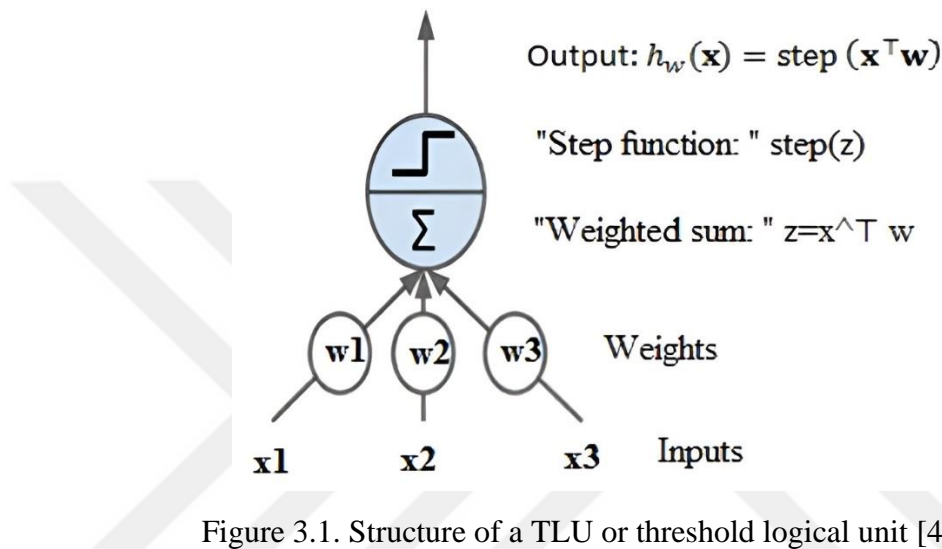 Output: h_w(x) = step (x^⊤w)
"Step function: " step(z)
Σ
"Weighted sum: " z=x^⊤ w
w1 w2 w3 Weights
x1 x2 x3 Inputs
Figure 3.1. Structure of a TLU or threshold logical unit [4